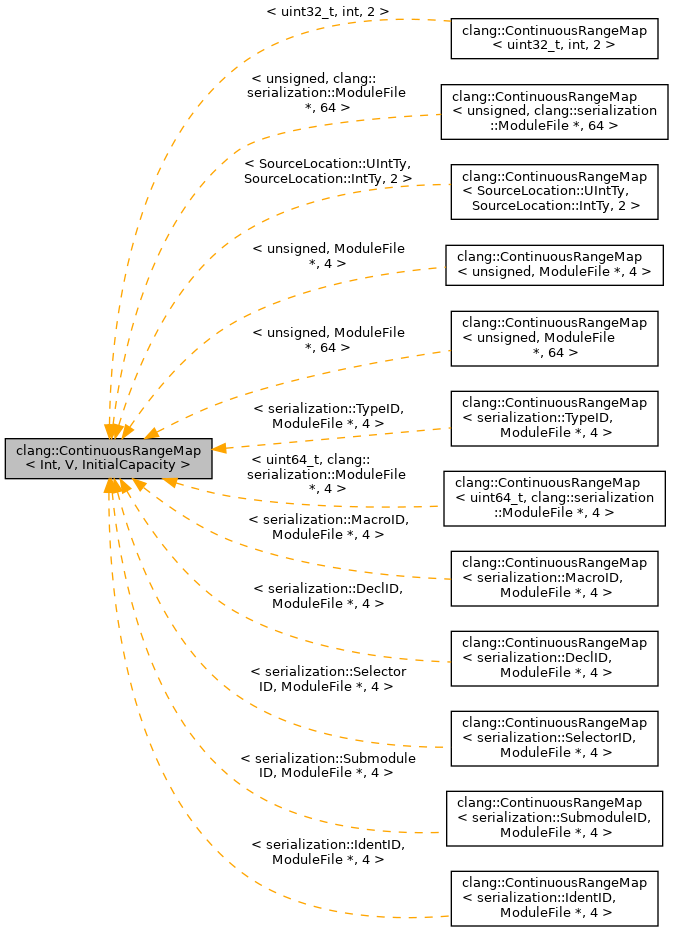 < uint32_t, int, 2 >
clang::ContinuousRangeMap
< uint32_t, int, 2 >
< unsigned, clang::
serialization::ModuleFile
*, 64 >
clang::ContinuousRangeMap
< unsigned, clang::serialization
::ModuleFile *, 64 >
< SourceLocation::UIntTy,
SourceLocation::IntTy, 2 >
clang::ContinuousRangeMap
< SourceLocation::UIntTy,
SourceLocation::IntTy, 2 >
< unsigned, ModuleFile
*, 4 >
clang::ContinuousRangeMap
< unsigned, ModuleFile *, 4 >
< unsigned, ModuleFile
*, 64 >
clang::ContinuousRangeMap
< unsigned, ModuleFile
*, 64 >
< serialization::TypeID,
ModuleFile *, 4 >
clang::ContinuousRangeMap
< serialization::TypeID,
ModuleFile *, 4 >
clang::ContinuousRangeMap
< Int, V, InitialCapacity >
< uint64_t, clang::
serialization::ModuleFile
*, 4 >
clang::ContinuousRangeMap
< uint64_t, clang::serialization
::ModuleFile *, 4 >
< serialization::MacroID,
ModuleFile *, 4 >
clang::ContinuousRangeMap
< serialization::MacroID,
ModuleFile *, 4 >
< serialization::DeclID,
ModuleFile *, 4 >
clang::ContinuousRangeMap
< serialization::DeclID,
ModuleFile *, 4 >
< serialization::Selector
ID, ModuleFile *, 4 >
clang::ContinuousRangeMap
< serialization::SelectorID,
ModuleFile *, 4 >
< serialization::Submodule
ID, ModuleFile *, 4 >
clang::ContinuousRangeMap
< serialization::SubmoduleID,
ModuleFile *, 4 >
< serialization::IdentID,
ModuleFile *, 4 >
clang::ContinuousRangeMap
< serialization::IdentID,
ModuleFile *, 4 >